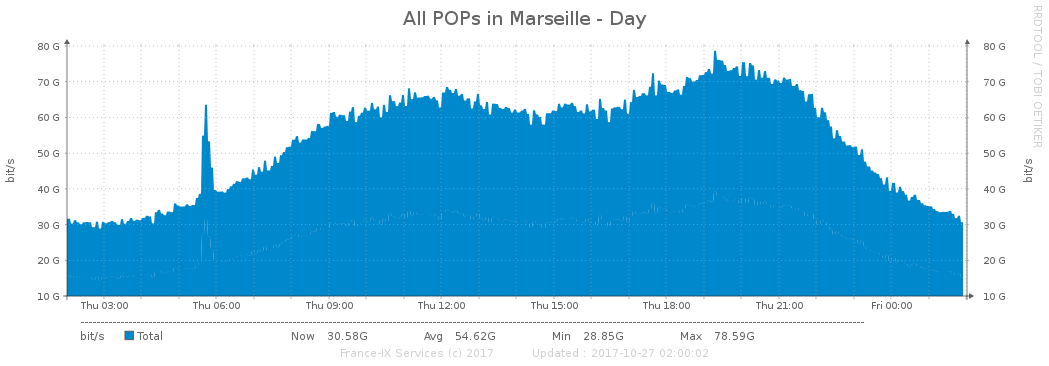 All POPs in Marseille - Day
RRDTOOL / TOBI OETIKER
80 G 80 G
70 G 70 G
60 G 60 G
50 G 50 G
40 G 40 G
30 G 30 G
20 G 20 G
10 G 10 G
bit/s bit/s
Thu 03:00 Thu 06:00 Thu 09:00 Thu 12:00 Thu 15:00 Thu 18:00 Thu 21:00 Fri 00:00
bit/s Total Now 30.58G Avg 54.62G Min 28.85G Max 78.59G
France-IX Services (c) 2017 Updated : 2017-10-27 02:00:02